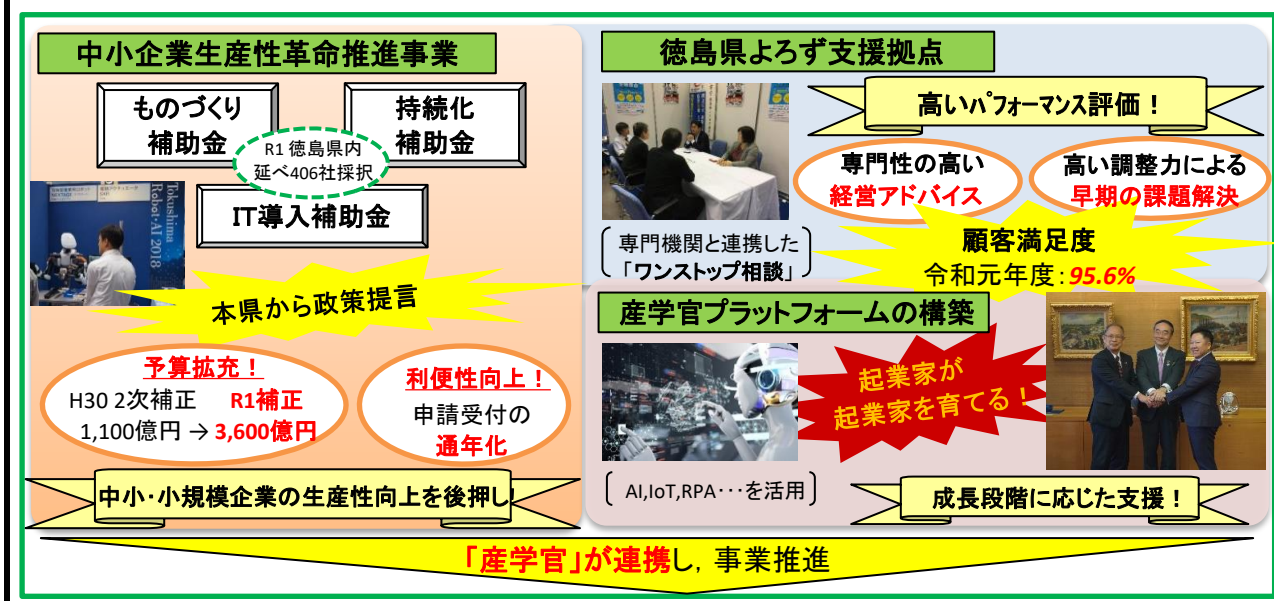 中小企業生産性革命推進事業
ものづくり
補助金
持続化
補助金
R1 徳島県内
延べ406社採択
IT導入補助金
Tokushima
Robot・AI 2018
本県から政策提言
予算拡充！
H30 2次補正 R1補正
1,100億円 → 3,600億円
利便性向上！
申請受付の
通年化
中小・小規模企業の生産性向上を後押し！
徳島県よろず支援拠点
高いパフォーマンス評価！
専門性の高い
経営アドバイス
高い調整力による
早期の課題解決
専門機関と連携した
「ワンストップ相談」
顧客満足度
令和元年度：95.6%
産学官プラットフォームの構築
起業家が
起業家を育てる！
AI,IoT,RPA･･･を活用
成長段階に応じた支援！
「産学官」が連携し，事業推進